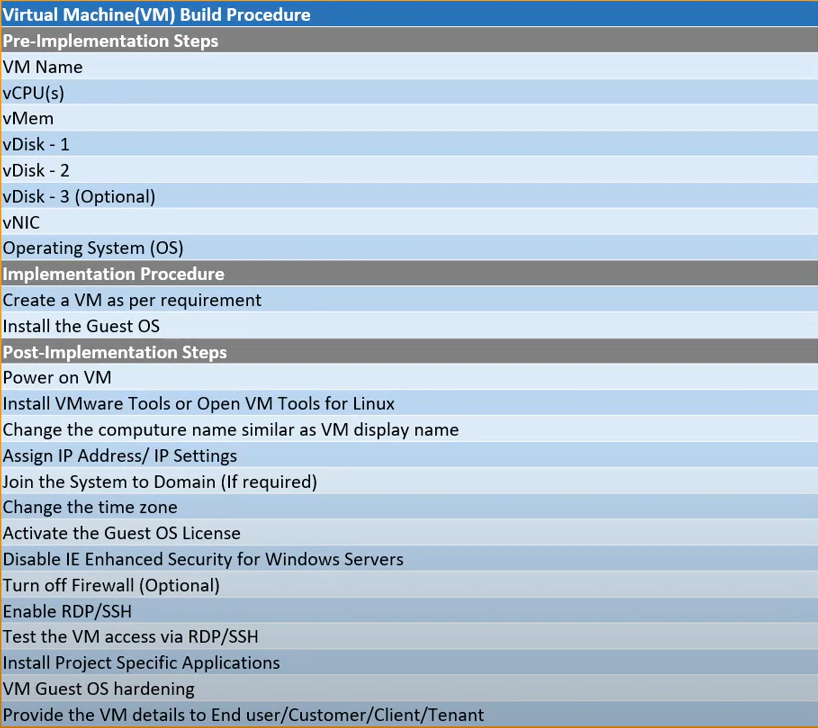 Virtual Machine(VM) Build Procedure
Pre-Implementation Steps
VM Name
vCPU(s)
vMem
vDisk - 1
vDisk - 2
vDisk - 3 (Optional)
vNIC
Operating System (OS)
Implementation Procedure
Create a VM as per requirement
Install the Guest OS
Post-Implementation Steps
Power on VM
Install VMware Tools or Open VM Tools for Linux
Change the computure name similar as VM display name
Assign IP Address/ IP Settings
Join the System to Domain (If required)
Change the time zone
Activate the Guest OS License
Disable IE Enhanced Security for Windows Servers
Turn off Firewall (Optional)
Enable RDP/SSH
Test the VM access via RDP/SSH
Install Project Specific Applications
VM Guest OS hardening
Provide the VM details to End user/Customer/Client/Tenant